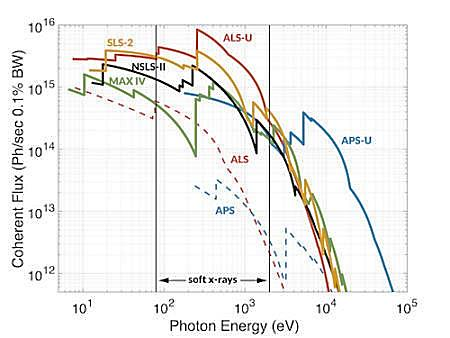 10^16
10^15
10^14
10^13
10^12
Coherent Flux (Ph/sec 0.1% BW)
SLS-2
ALS-U
NSLS-II
MAX IV
APS-U
ALS
APS
soft x-rays
10^1
10^2
10^3
10^4
10^5
Photon Energy (eV)